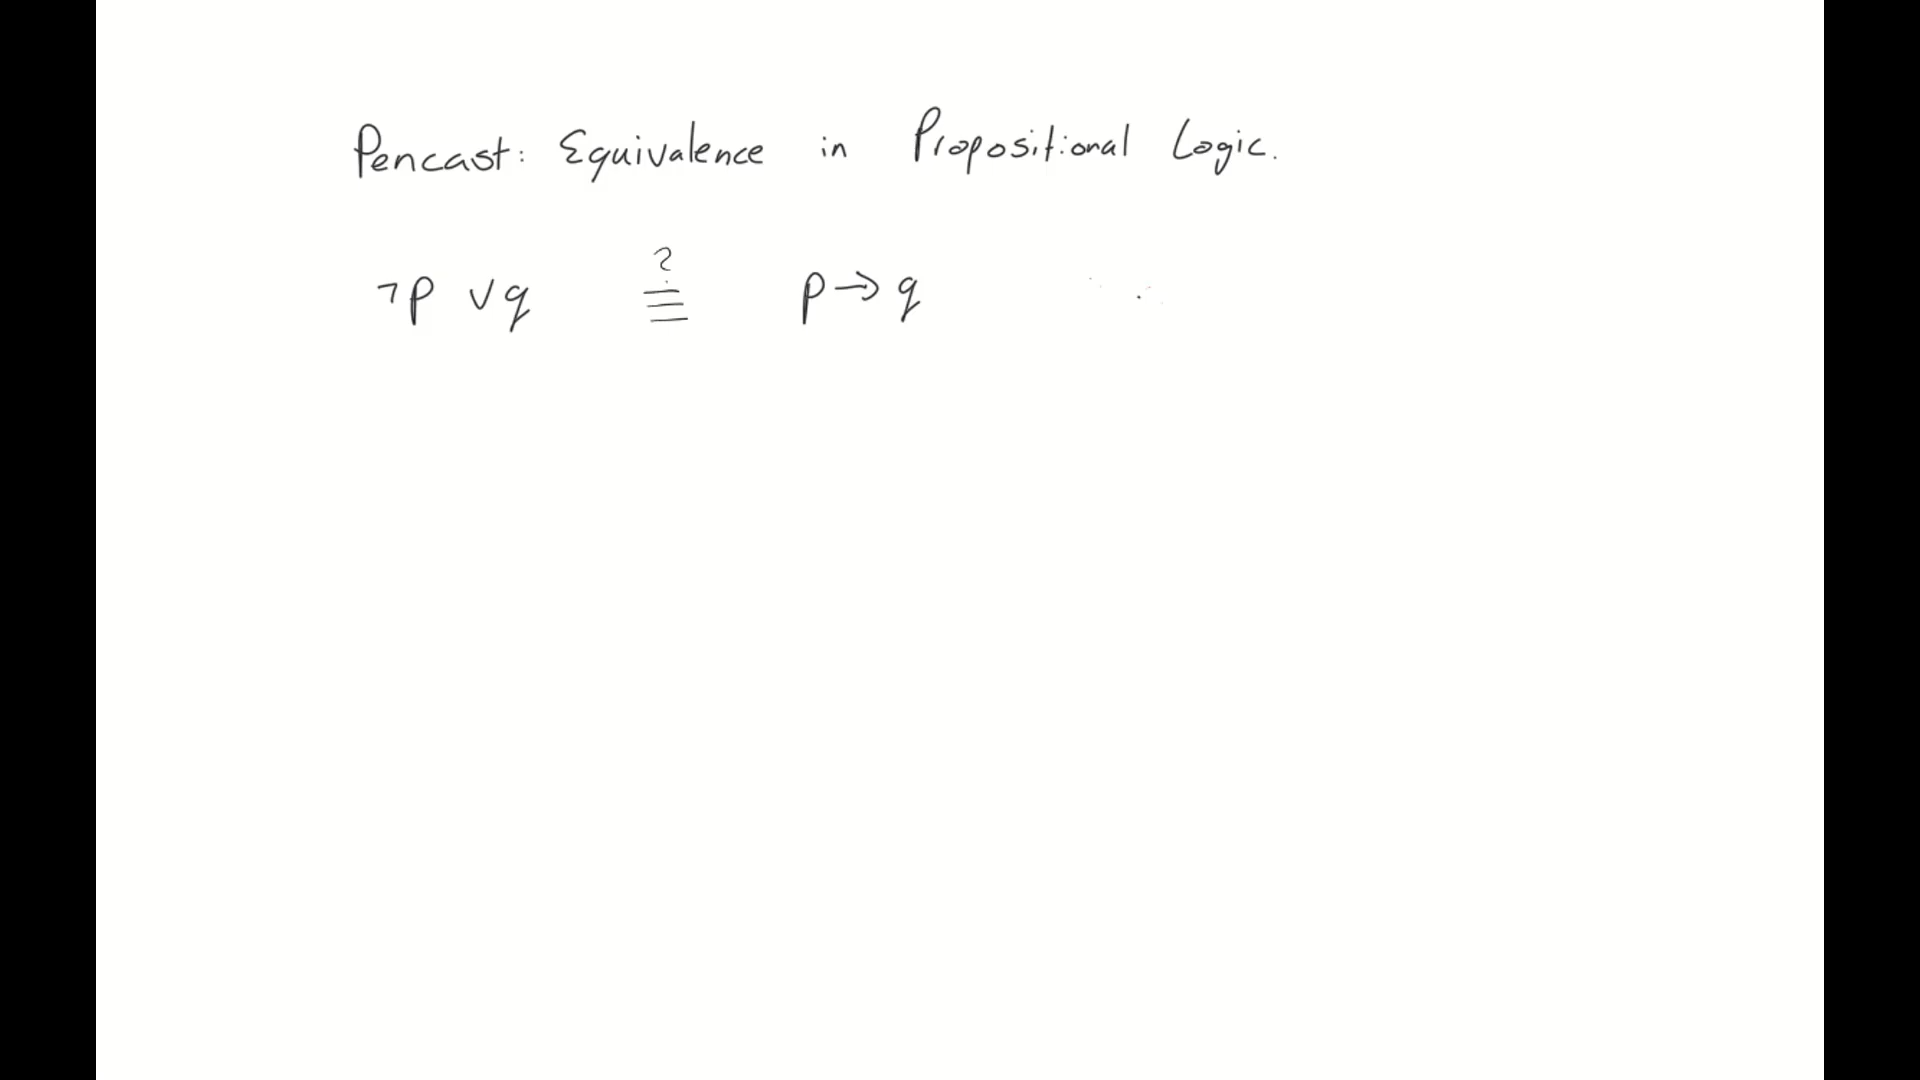 Pencast: Equivalence in Propositional Logic.
¬p ∨ q ≡? p → q